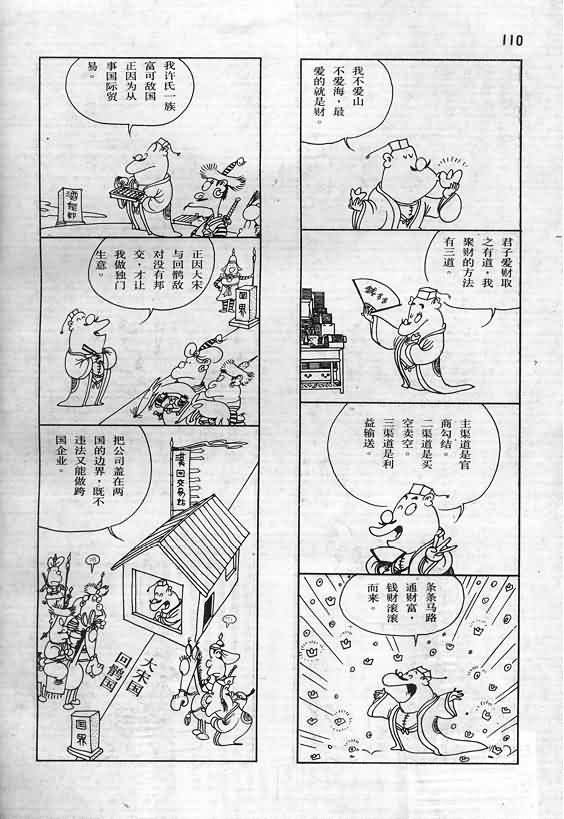 110
我不爱山
不爱海，最
爱的就是财。
君子爱财取
之有道，我
聚财的方法
有三道。
主渠道是官
商勾结。
二渠道是买
空卖空。
三渠道是利
益输送。
条条马路
通财富，
钱财滚滚
而来。
我许氏一族
富可敌国
正因为从
事国际贸
易。
国界
正因大宋
与回鹘敌
对没有邦
交，才让
我做独门
生意。
把公司盖在两
国的边界，既不
违法又能做跨
国企业。
国交易站
大宋国
回鹘国
国界